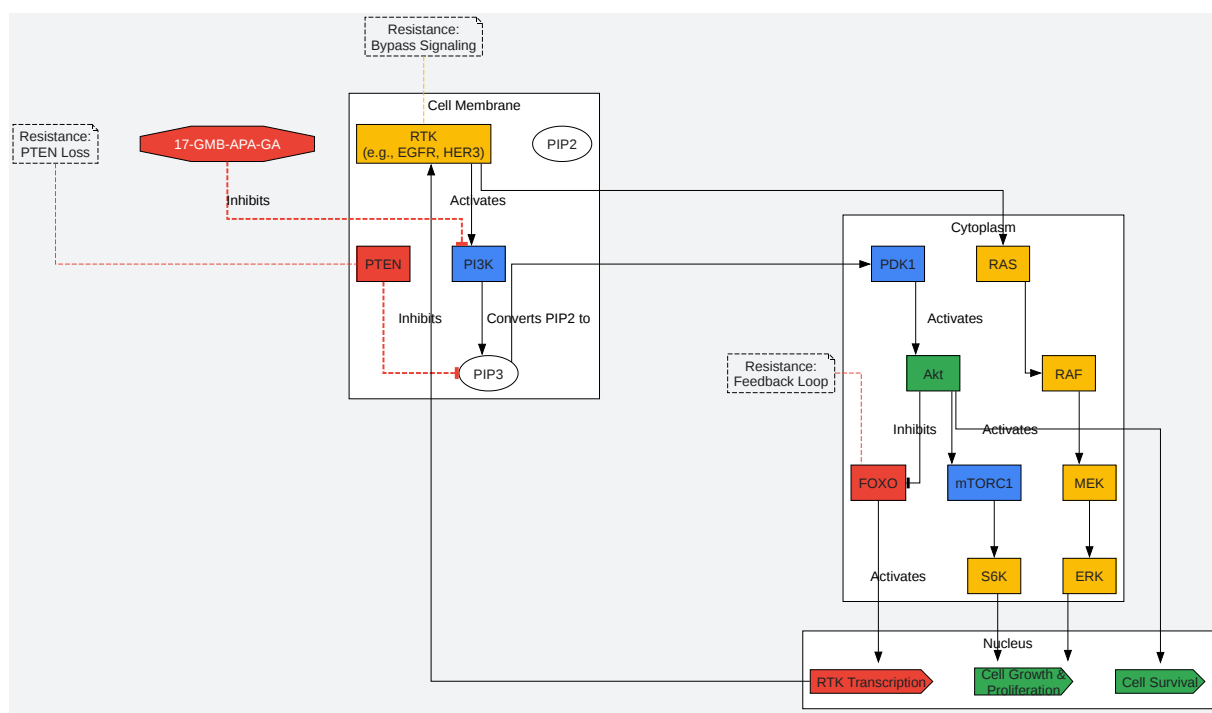 Resistance:
Bypass Signaling
Cell Membrane
Resistance:
PTEN Loss
17-GMB-APA-GA
RTK
(e.g., EGFR, HER3)
PIP2
Inhibits
Activates
Cytoplasm
PTEN
PI3K
PDK1
RAS
Inhibits
Converts PIP2 to
Activates
PIP3
Resistance:
Feedback Loop
Akt
RAF
Inhibits
Activates
FOXO
mTORC1
MEK
Activates
S6K
ERK
Nucleus
RTK Transcription
Cell Growth &
Proliferation
Cell Survival